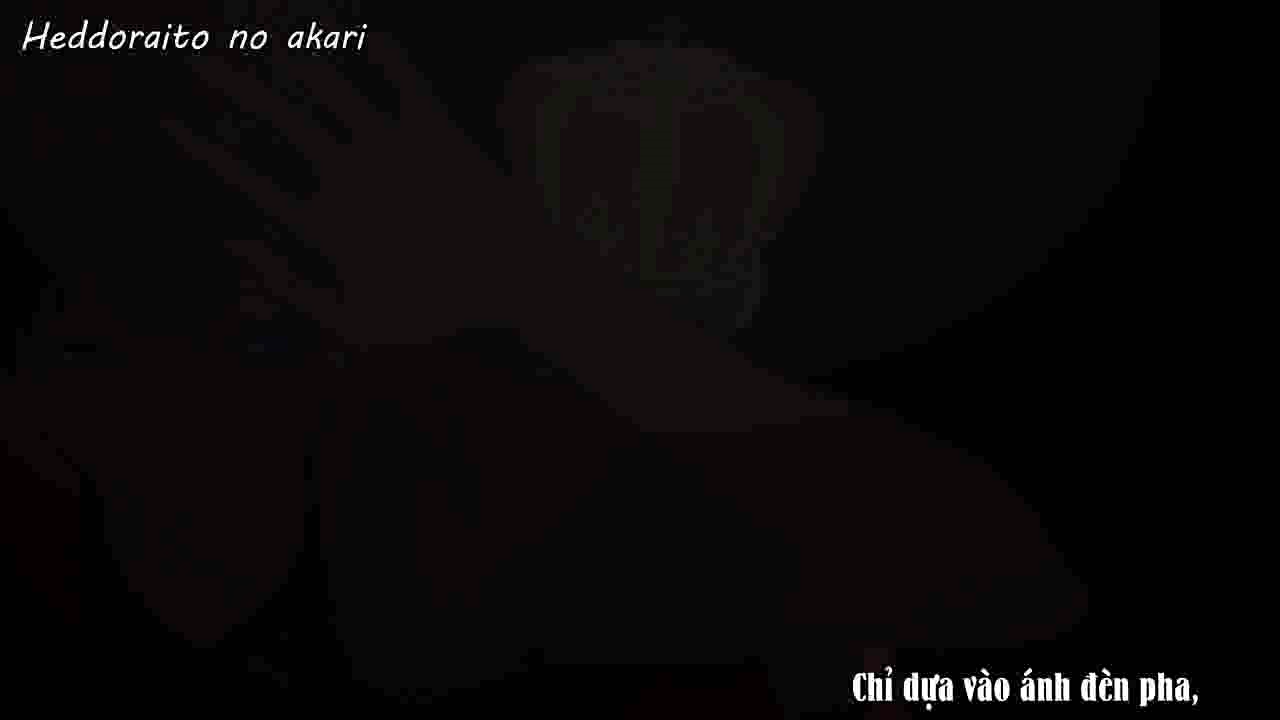 Heddoraito no akari
Chỉ dựa vào ánh đèn pha,